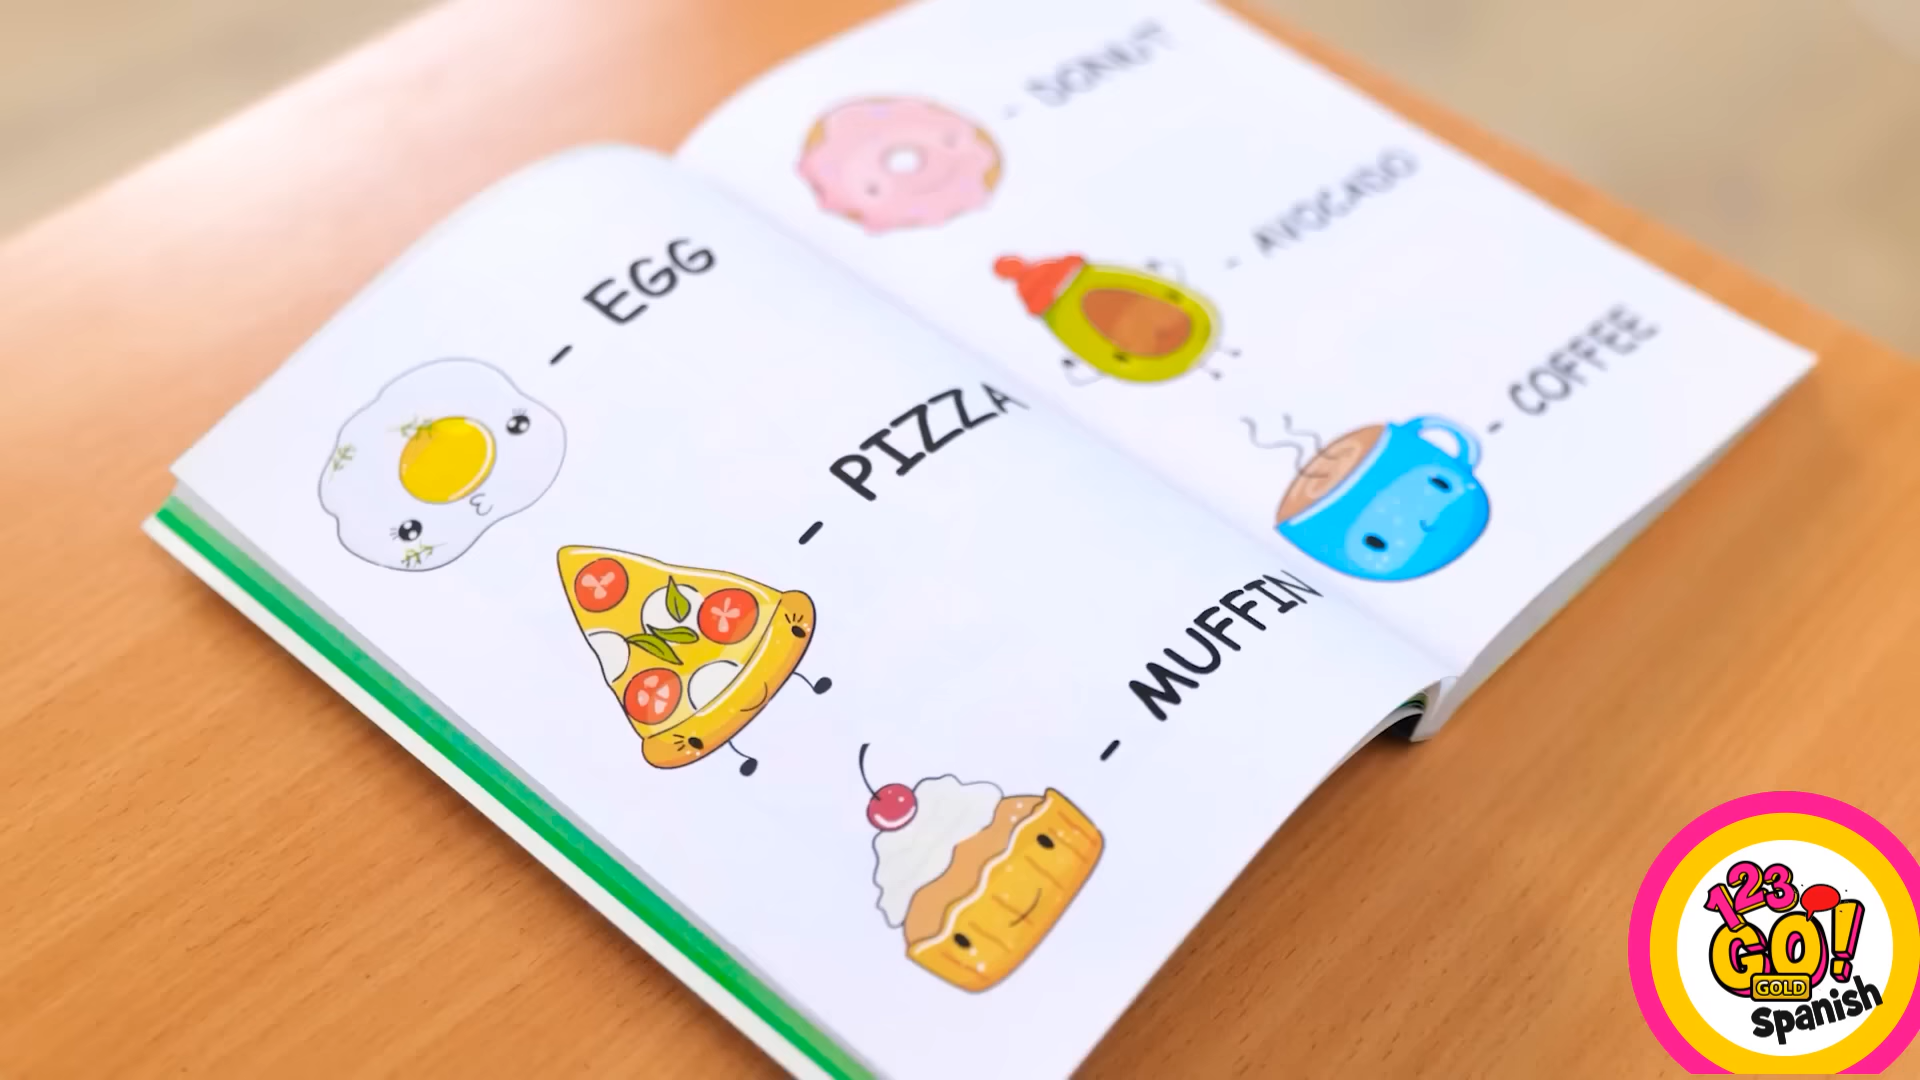 - EGG
- PIZZA
- MUFFIN
- DONUT
- AVOCADO
- COFFEE
123
GO!
GOLD
Spanish